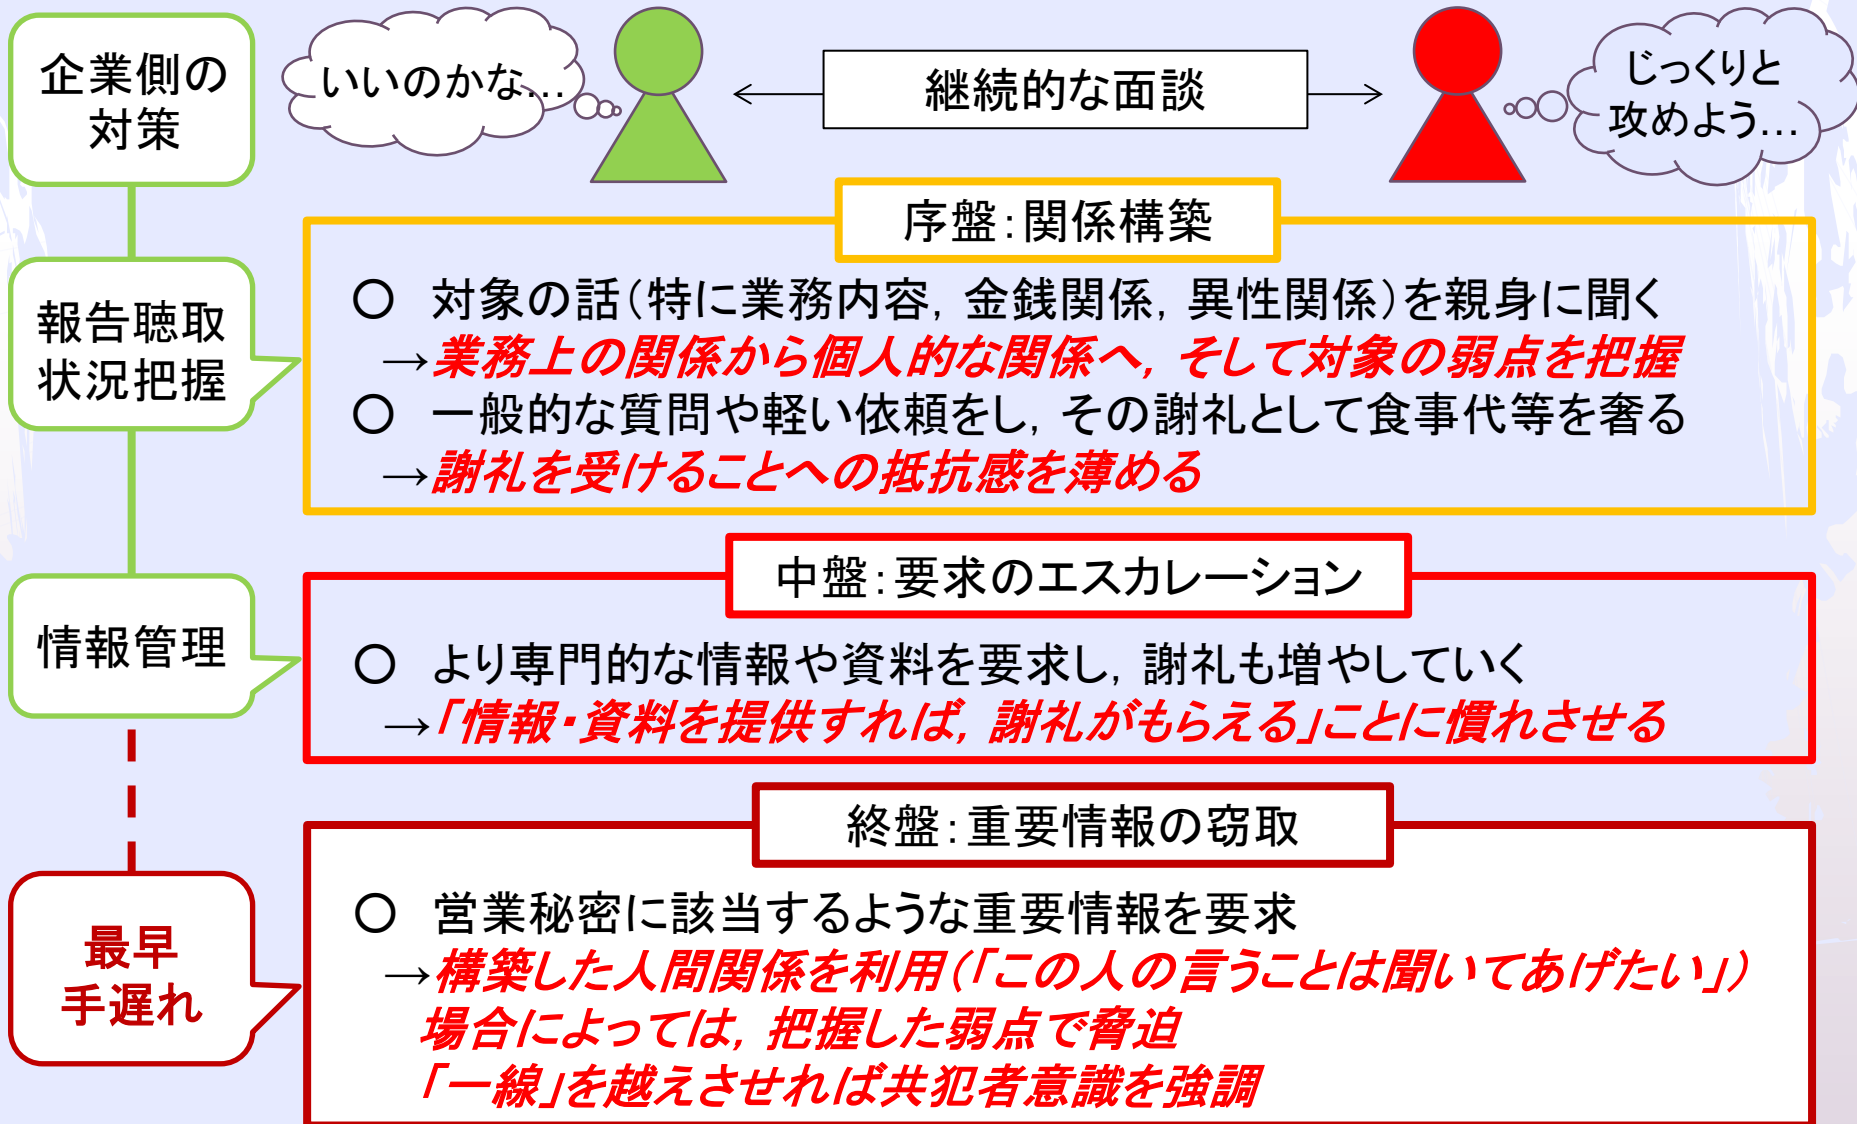 企業側の
対策
いいのかな…
継続的な面談
じっくりと
攻めよう…
序盤：関係構築
報告聴取
状況把握
○　対象の話（特に業務内容，金銭関係，異性関係）を親身に聞く
→業務上の関係から個人的な関係へ，そして対象の弱点を把握
○　一般的な質問や軽い依頼をし，その謝礼として食事代等を奢る
→謝礼を受けることへの抵抗感を薄める
中盤：要求のエスカレーション
情報管理
○　より専門的な情報や資料を要求し，謝礼も増やしていく
→「情報・資料を提供すれば，謝礼がもらえる」ことに慣れさせる
終盤：重要情報の窃取
最早
手遅れ
○　営業秘密に該当するような重要情報を要求
→構築した人間関係を利用（「この人の言うことは聞いてあげたい」）
場合によっては，把握した弱点で脅迫
「一線」を越えさせれば共犯者意識を強調